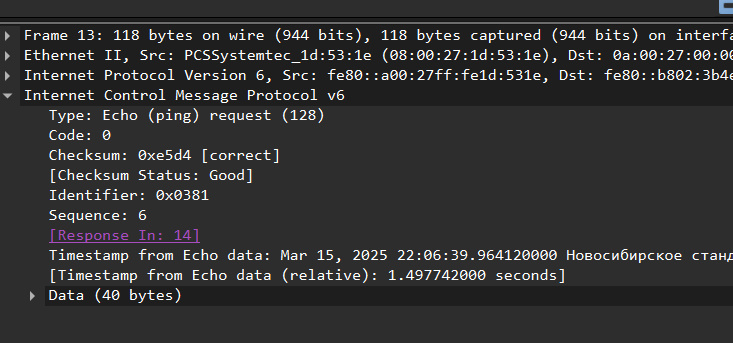 Frame 13: 118 bytes on wire (944 bits), 118 bytes captured (944 bits) on
Ethernet II, Src: PCSSystemtec_1d:53:1e (08:00:27:1d:53:1e), Dst: 0a:00:27:00:00
Internet Protocol Version 6, Src: fe80::a00:27ff:fe1d:531e, Dst: fe80::b802:3b4e
Internet Control Message Protocol v6
Type: Echo (ping) request (128)
Code: 0
Checksum: 0xe5d4 [correct]
[Checksum Status: Good]
Identifier: 0x0381
Sequence: 6
[Response In: 14]
Timestamp from Echo data: Mar 15, 2025 22:06:39.964120000 Новосибирское станд
[Timestamp from Echo data (relative): 1.497742000 seconds]
Data (40 bytes)